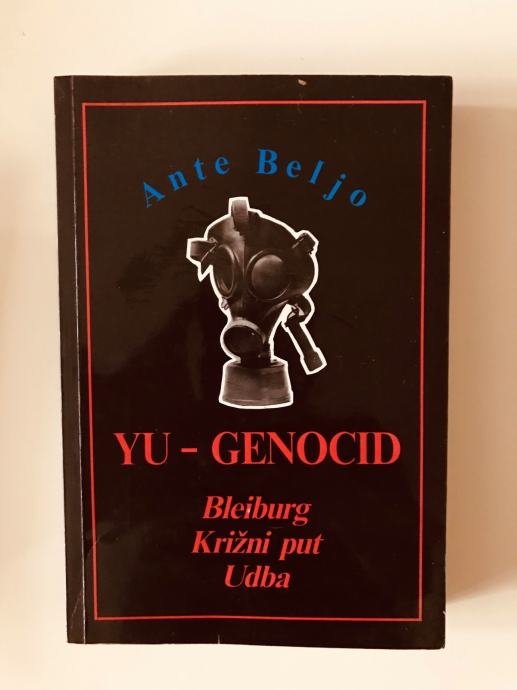 Ante Beljo
YU - GENOCID
Bleiburg
Križni put
Udba